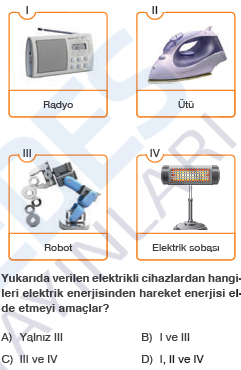 I
II
Radyo
Ütü
III
IV
Robot
Elektrik sobası
Yukarıda verilen elektrikli cihazlardan hangi-
leri elektrik enerjisinden hareket enerjisi el-
de etmeyi amaçlar?
A) Yalnız III
B) I ve III
C) III ve IV
D) I, II ve IV
YAYINLARI